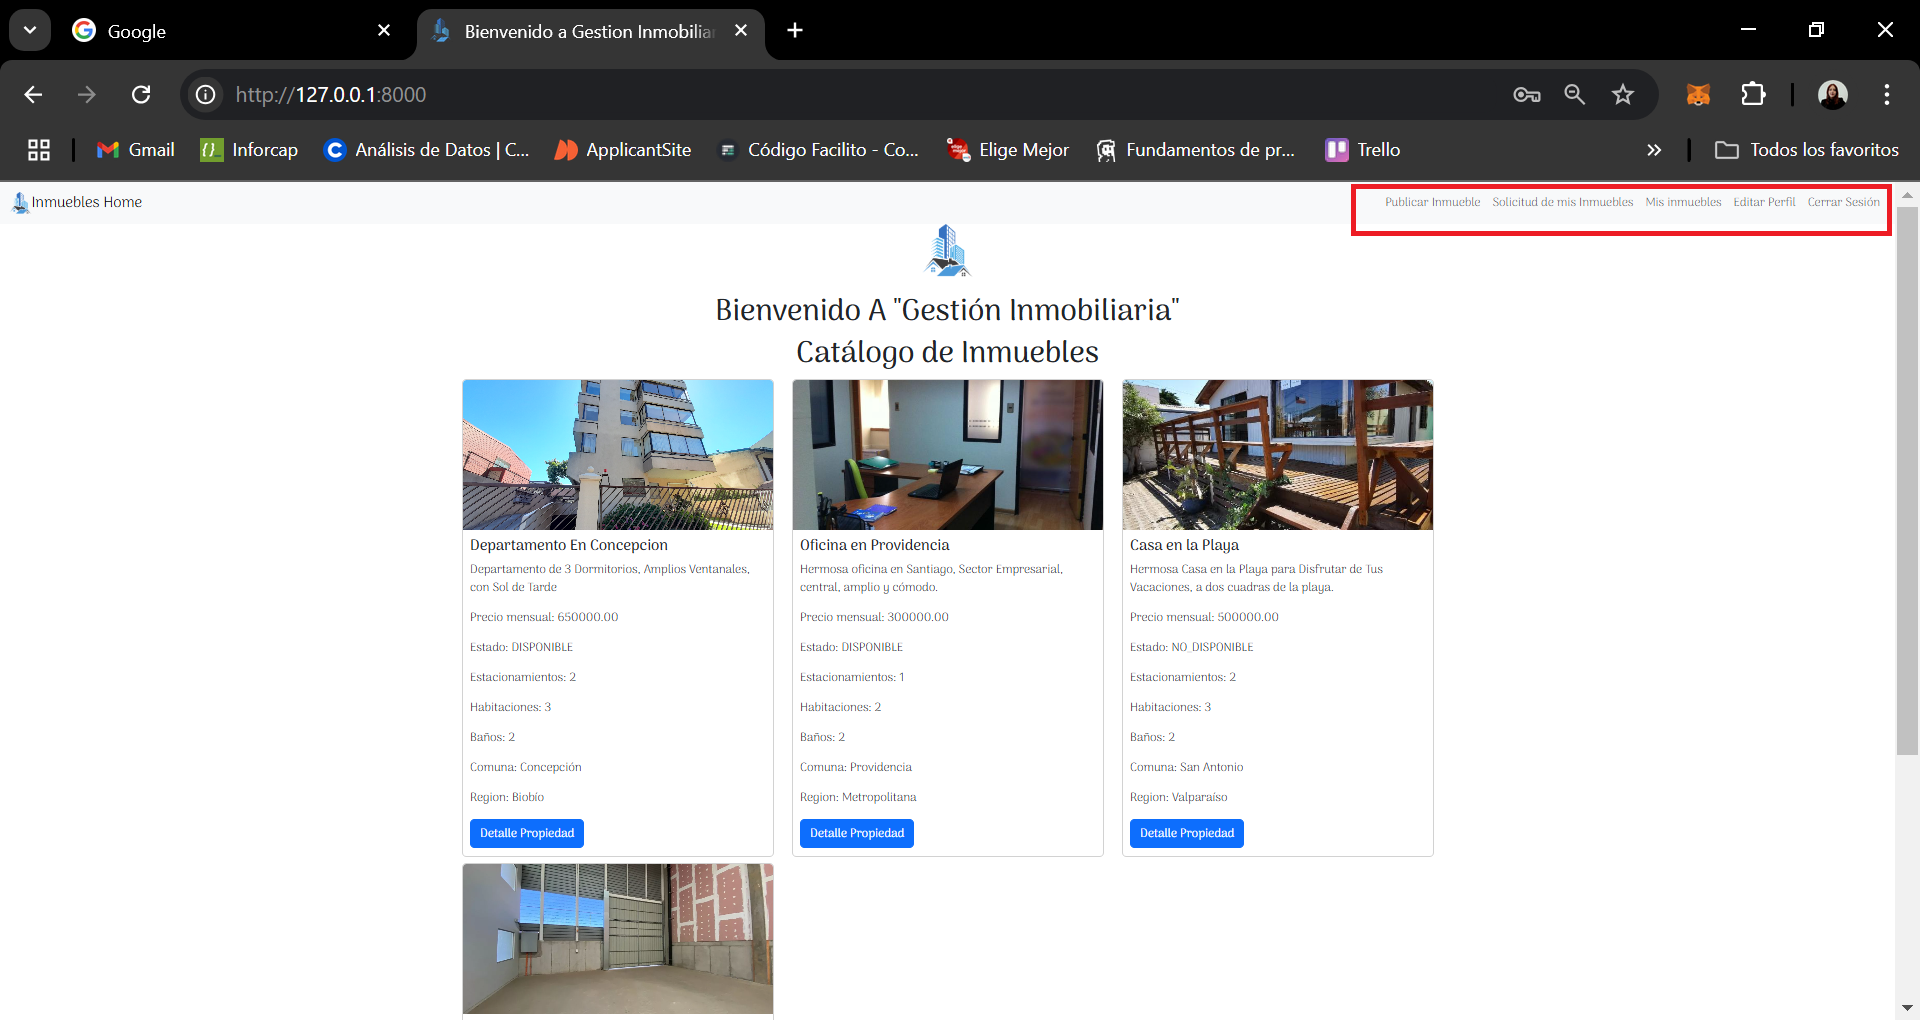 Google
Bienvenido a Gestion Inmobiliar
http://127.0.0.1:8000
Gmail
Inforcap
Análisis de Datos | C...
ApplicantSite
Código Facilito - Co...
Elige Mejor
Fundamentos de pr...
Trello
Todos los favoritos
Inmuebles Home
Publicar Inmueble
Solicitud de mis Inmuebles
Mis inmuebles
Editar Perfil
Cerrar Sesión
Bienvenido A "Gestión Inmobiliaria"
Catálogo de Inmuebles
Departamento En Concepcion
Departamento de 3 Dormitorios, Amplios Ventanales,
con Sol de Tarde
Precio mensual: 650000.00
Estado: DISPONIBLE
Estacionamientos: 2
Habitaciones: 3
Baños: 2
Comuna: Concepción
Region: Biobío
Detalle Propiedad
Oficina en Providencia
Hermosa oficina en Santiago, Sector Empresarial,
central, amplio y cómodo.
Precio mensual: 300000.00
Estado: DISPONIBLE
Estacionamientos: 1
Habitaciones: 2
Baños: 2
Comuna: Providencia
Region: Metropolitana
Detalle Propiedad
Casa en la Playa
Hermosa Casa en la Playa para Disfrutar de Tus
Vacaciones, a dos cuadras de la playa.
Precio mensual: 500000.00
Estado: NO_DISPONIBLE
Estacionamientos: 2
Habitaciones: 3
Baños: 2
Comuna: San Antonio
Region: Valparaíso
Detalle Propiedad